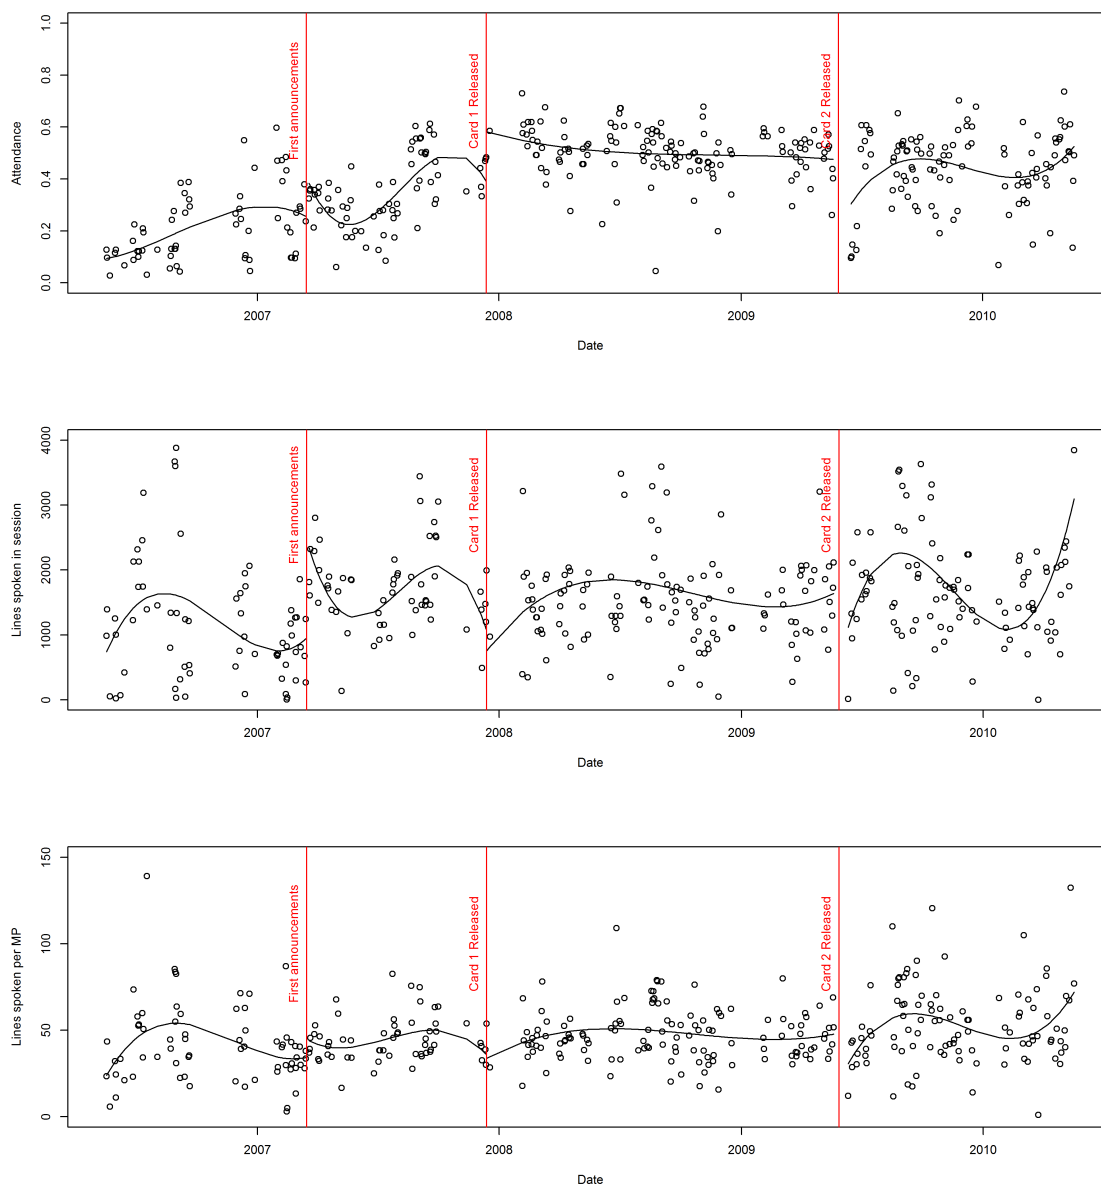 1.0
0.8
0.6
0.4
0.2
0.0
Attendance
First announcements
Card 1 Released
Card 2 Released
2007
2008
2009
2010
Date
4000
3000
2000
1000
0
Lines spoken in session
First announcements
Card 1 Released
Card 2 Released
2007
2008
2009
2010
Date
150
100
50
0
Lines spoken per MP
First announcements
Card 1 Released
Card 2 Released
2007
2008
2009
2010
Date